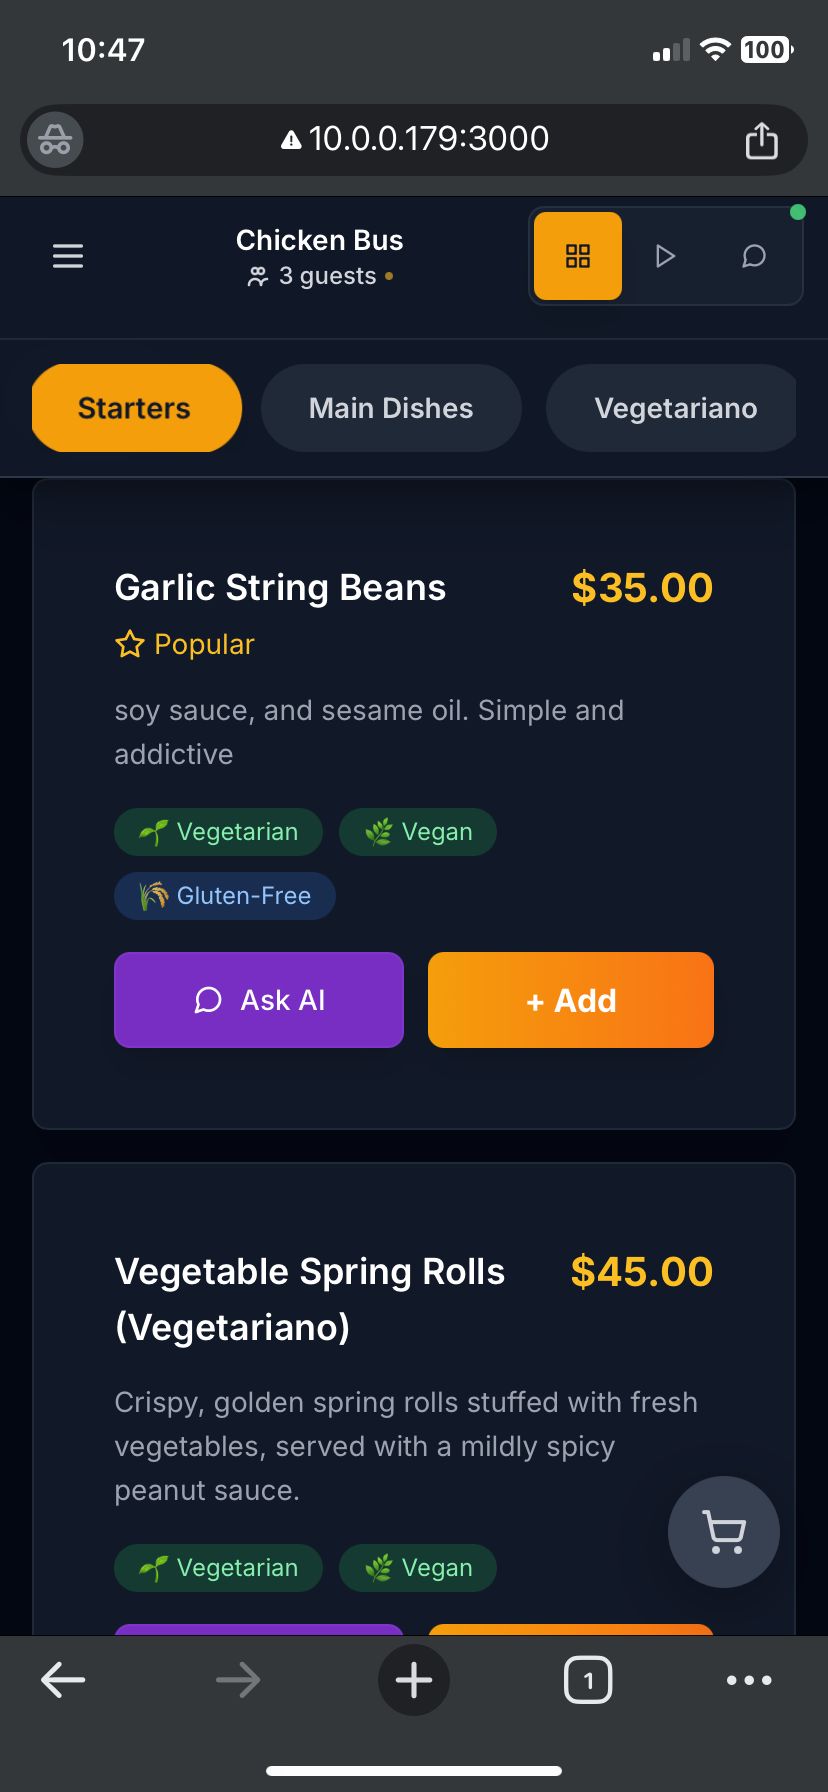 10:47
100
10.0.0.179:3000
Chicken Bus
3 guests
Starters
Main Dishes
Vegetariano
Garlic String Beans
$35.00
Popular
soy sauce, and sesame oil. Simple and
addictive
Vegetarian
Vegan
Gluten-Free
Ask AI
+ Add
Vegetable Spring Rolls
(Vegetariano)
$45.00
Crispy, golden spring rolls stuffed with fresh
vegetables, served with a mildly spicy
peanut sauce.
Vegetarian
Vegan
1